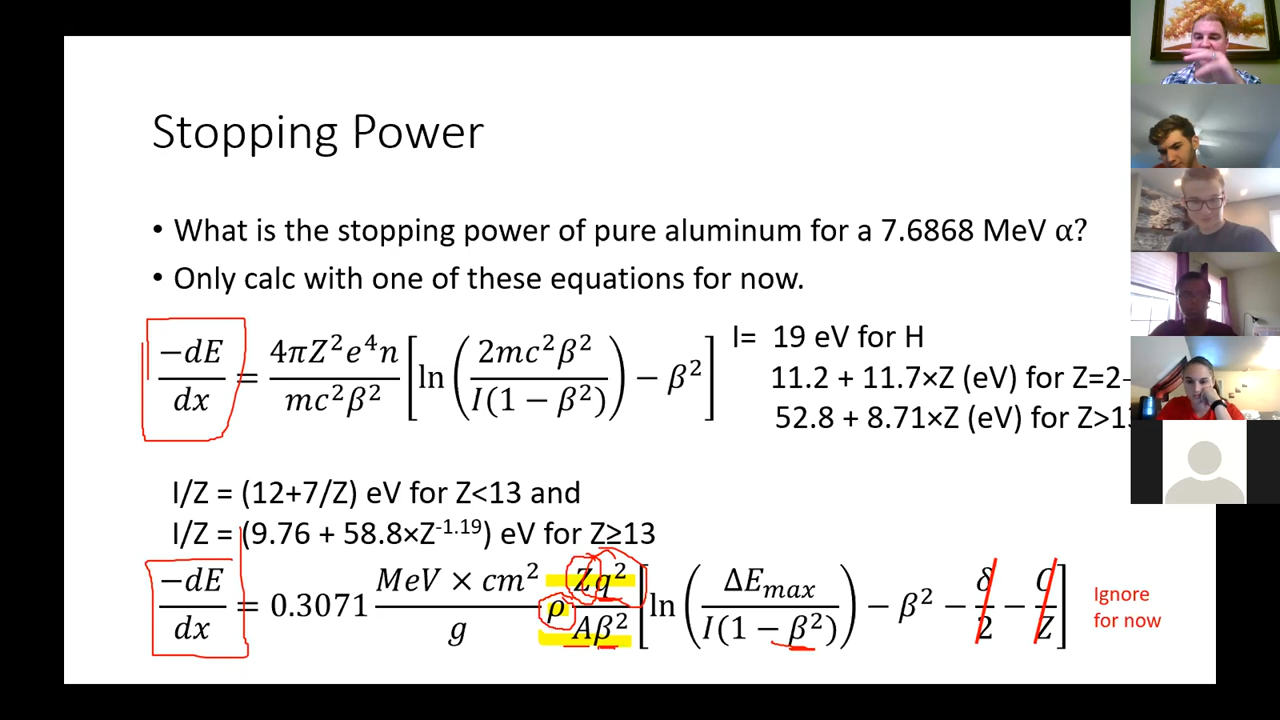 Stopping Power
• What is the stopping power of pure aluminum for a 7.6868 MeV α?
• Only calc with one of these equations for now.
−dE/dx = 4πZ²e⁴n/mc²β² [ln(2mc²β²/I(1 − β²)) − β²]
I= 19 eV for H
11.2 + 11.7×Z (eV) for Z=2-
52.8 + 8.71×Z (eV) for Z>13
I/Z = (12+7/Z) eV for Z<13 and
I/Z = (9.76 + 58.8×Z⁻¹·¹⁹) eV for Z≥13
−dE/dx = 0.3071 MeV × cm²/g ρ Zq²/Aβ² [ln(ΔEmax/I(1 − β²)) − β² − δ/2 − C/Z]
Ignore
for now